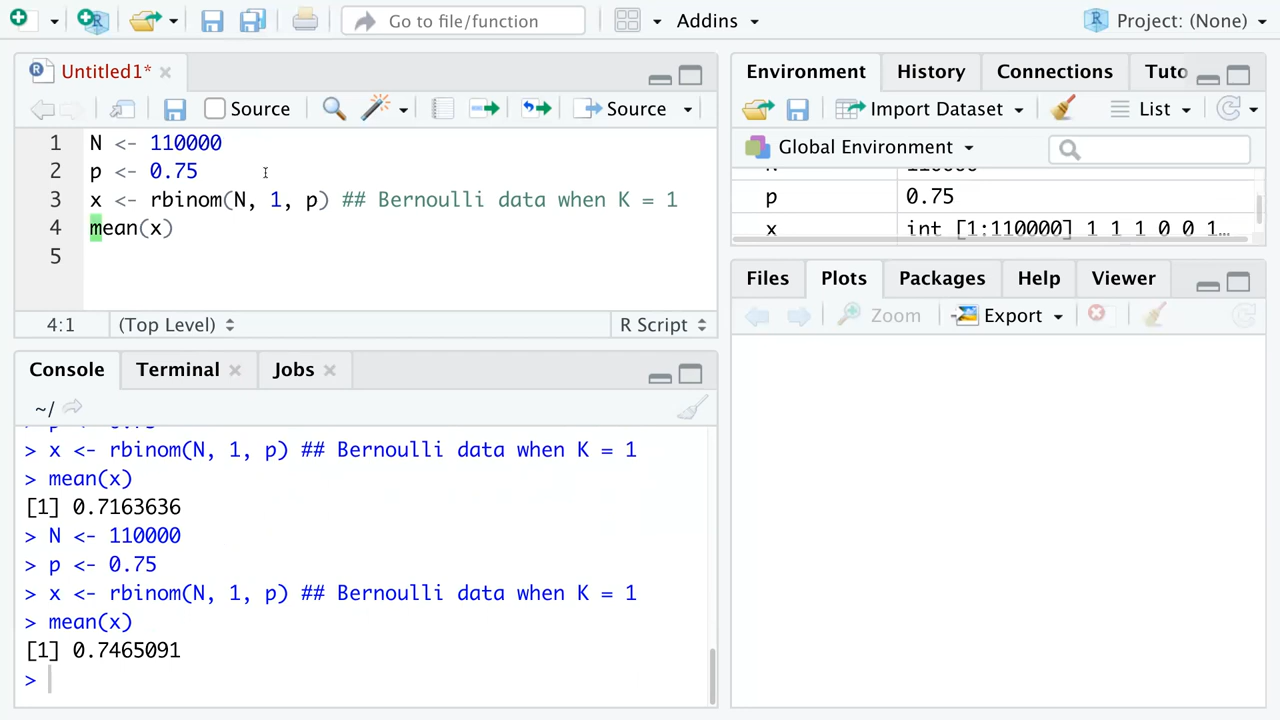 Go to file/function
Addins
Project: (None)
Untitled1*
Source
Source
1 N <- 110000
2 p <- 0.75
3 x <- rbinom(N, 1, p) ## Bernoulli data when K = 1
4 mean(x)
5
4:1 (Top Level) R Script
Console Terminal Jobs
~/
> x <- rbinom(N, 1, p) ## Bernoulli data when K = 1
> mean(x)
[1] 0.7163636
> N <- 110000
> p <- 0.75
> x <- rbinom(N, 1, p) ## Bernoulli data when K = 1
> mean(x)
[1] 0.7465091
>
Environment History Connections Tuto
Import Dataset List
Global Environment
p 0.75
x int [1:110000] 1 1 1 0 0 1…
Files Plots Packages Help Viewer
Zoom Export